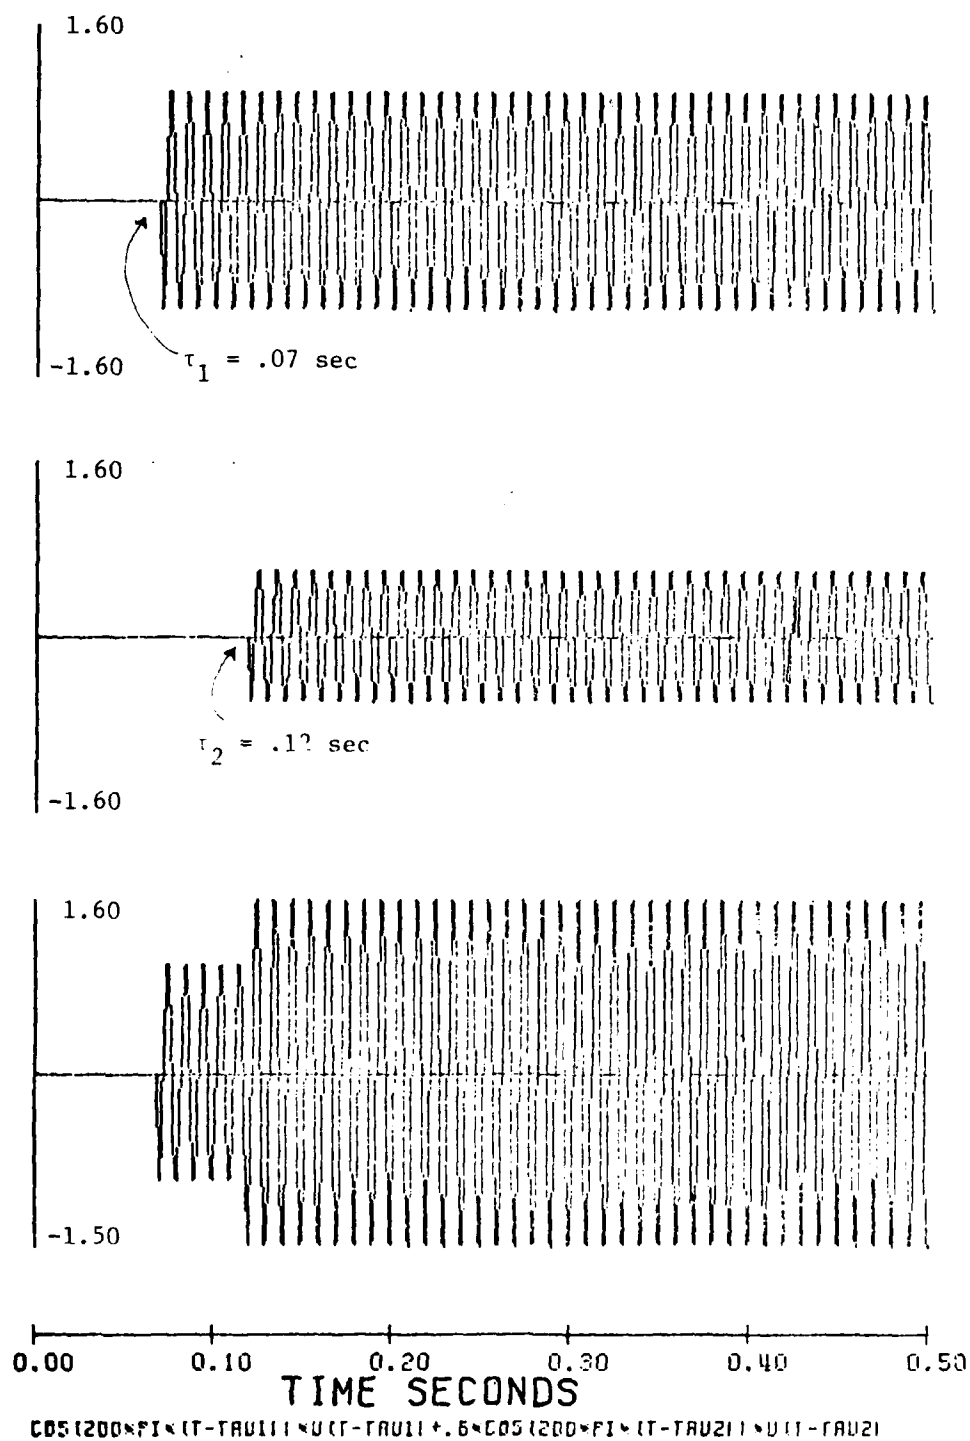 1.60
-1.60
τ1 = .07 sec
1.60
τ2 = .12 sec
-1.60
1.60
-1.50
0.00 0.10 0.20 0.30 0.40 0.50
TIME SECONDS
COS(200*PI*(T-TAU1))*U(T-TAU1)+.6*COS(200*PI*(T-TAU2))*U(T-TAU2)